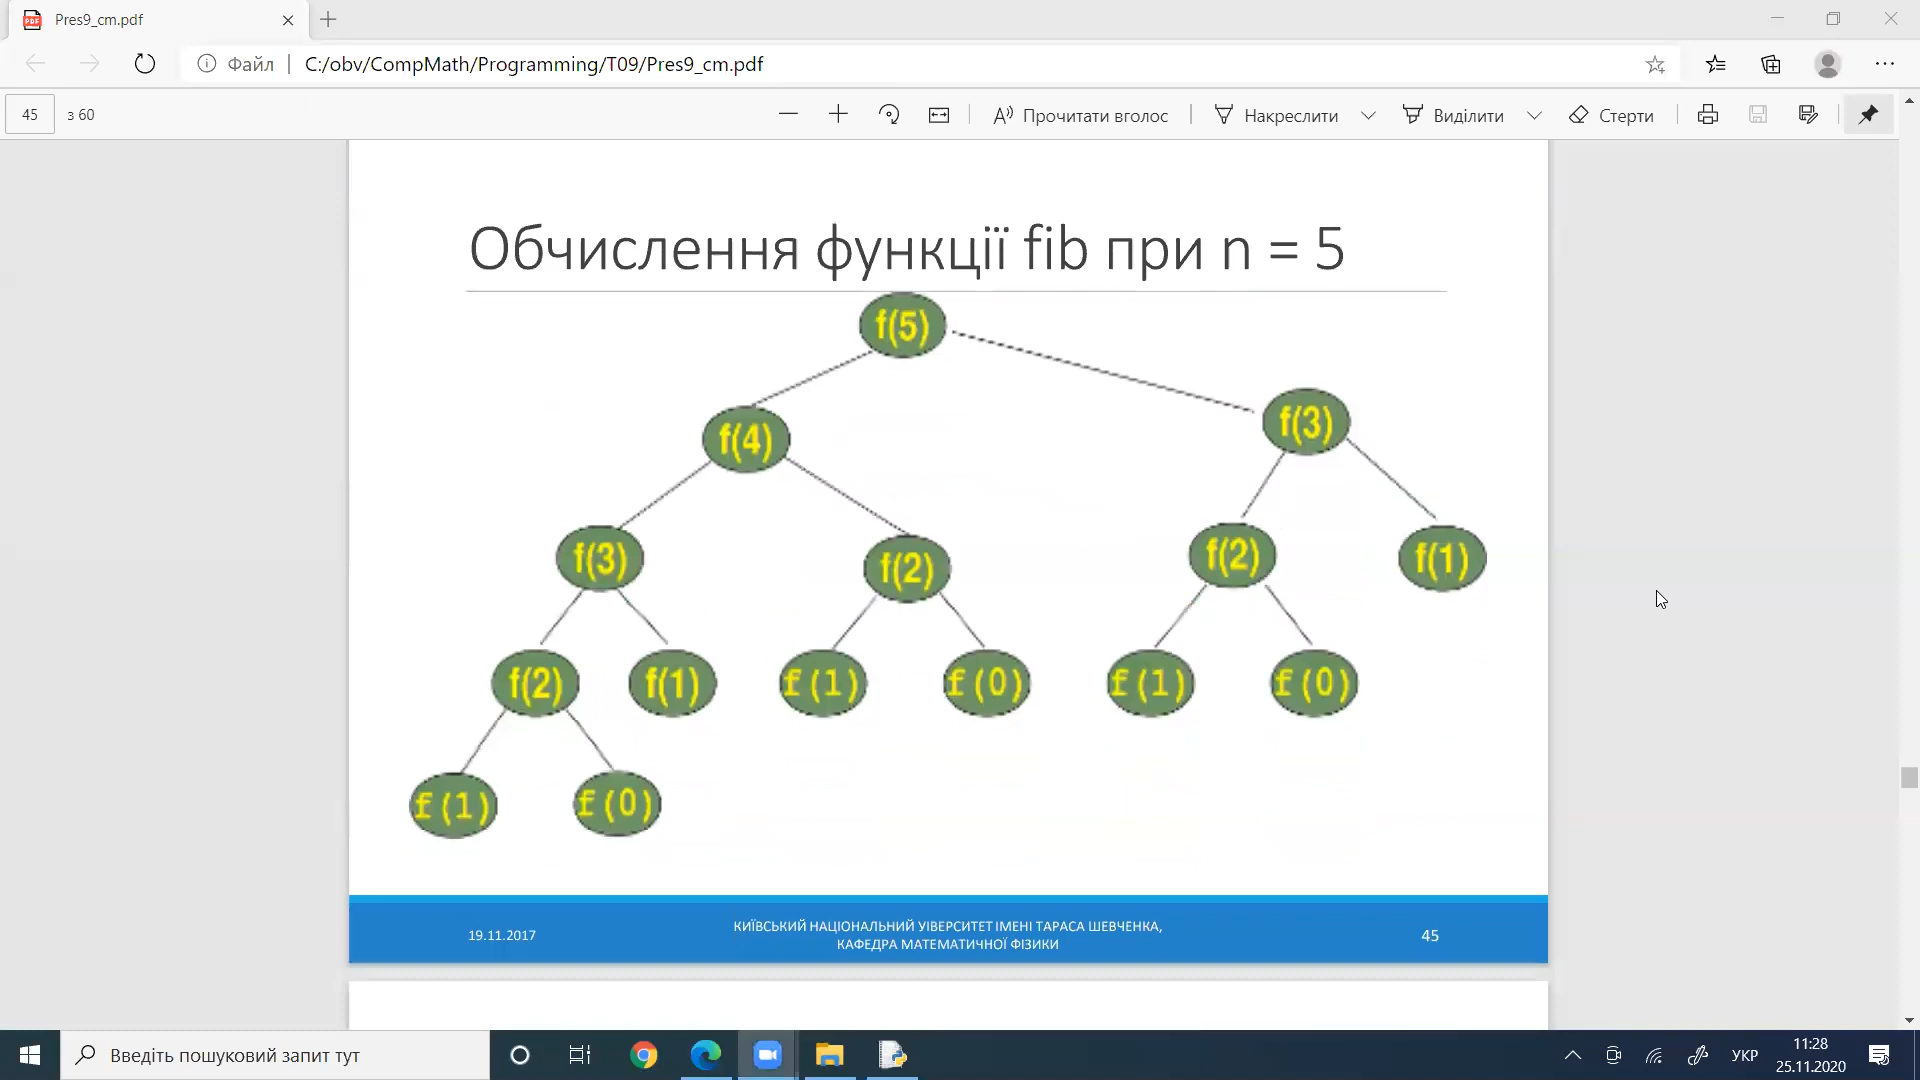 Pres9_cm.pdf
Файл
C:/obv/CompMath/Programming/T09/Pres9_cm.pdf
45
з 60
Прочитати вголос
Накреслити
Виділити
Стерти
Обчислення функції fib при n = 5
f(5)
f(4)
f(3)
f(3)
f(2)
f(2)
f(1)
f(2)
f(1)
f(1)
f(0)
f(1)
f(0)
f(1)
f(0)
19.11.2017
КИЇВСЬКИЙ НАЦІОНАЛЬНИЙ УІВЕРСИТЕТ ІМЕНІ ТАРАСА ШЕВЧЕНКА,
КАФЕДРА МАТЕМАТИЧНОЇ ФІЗИКИ
45
Введіть пошуковий запит тут
УКР
11:28
25.11.2020